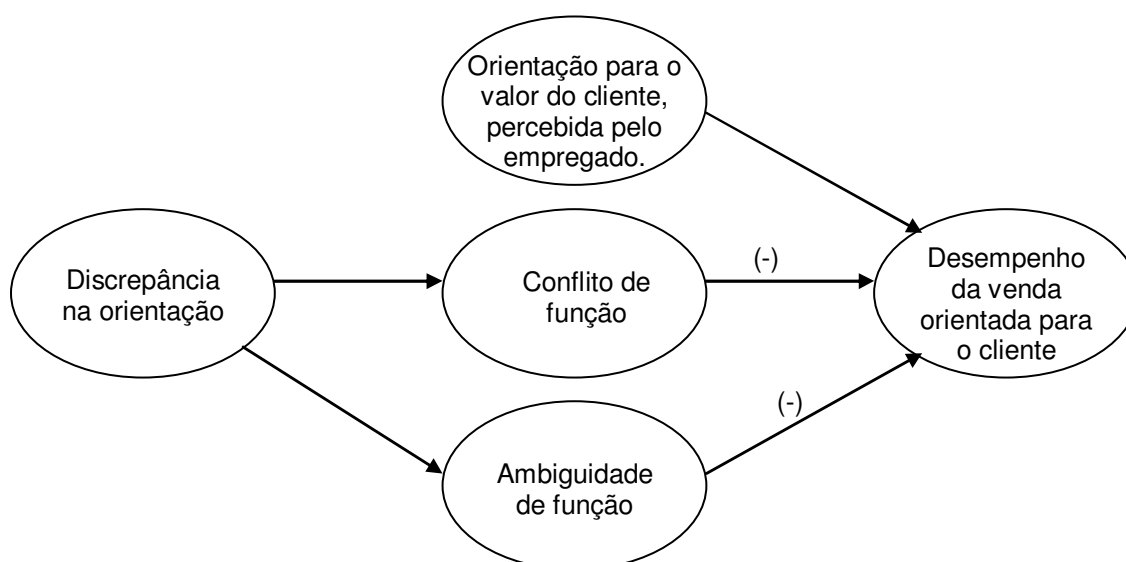 Orientação para o
valor do cliente,
percebida pelo
empregado.
Discrepância
na orientação
Conflito de
função
(-)
Desempenho
da venda
orientada para
o cliente
(-)
Ambiguidade
de função